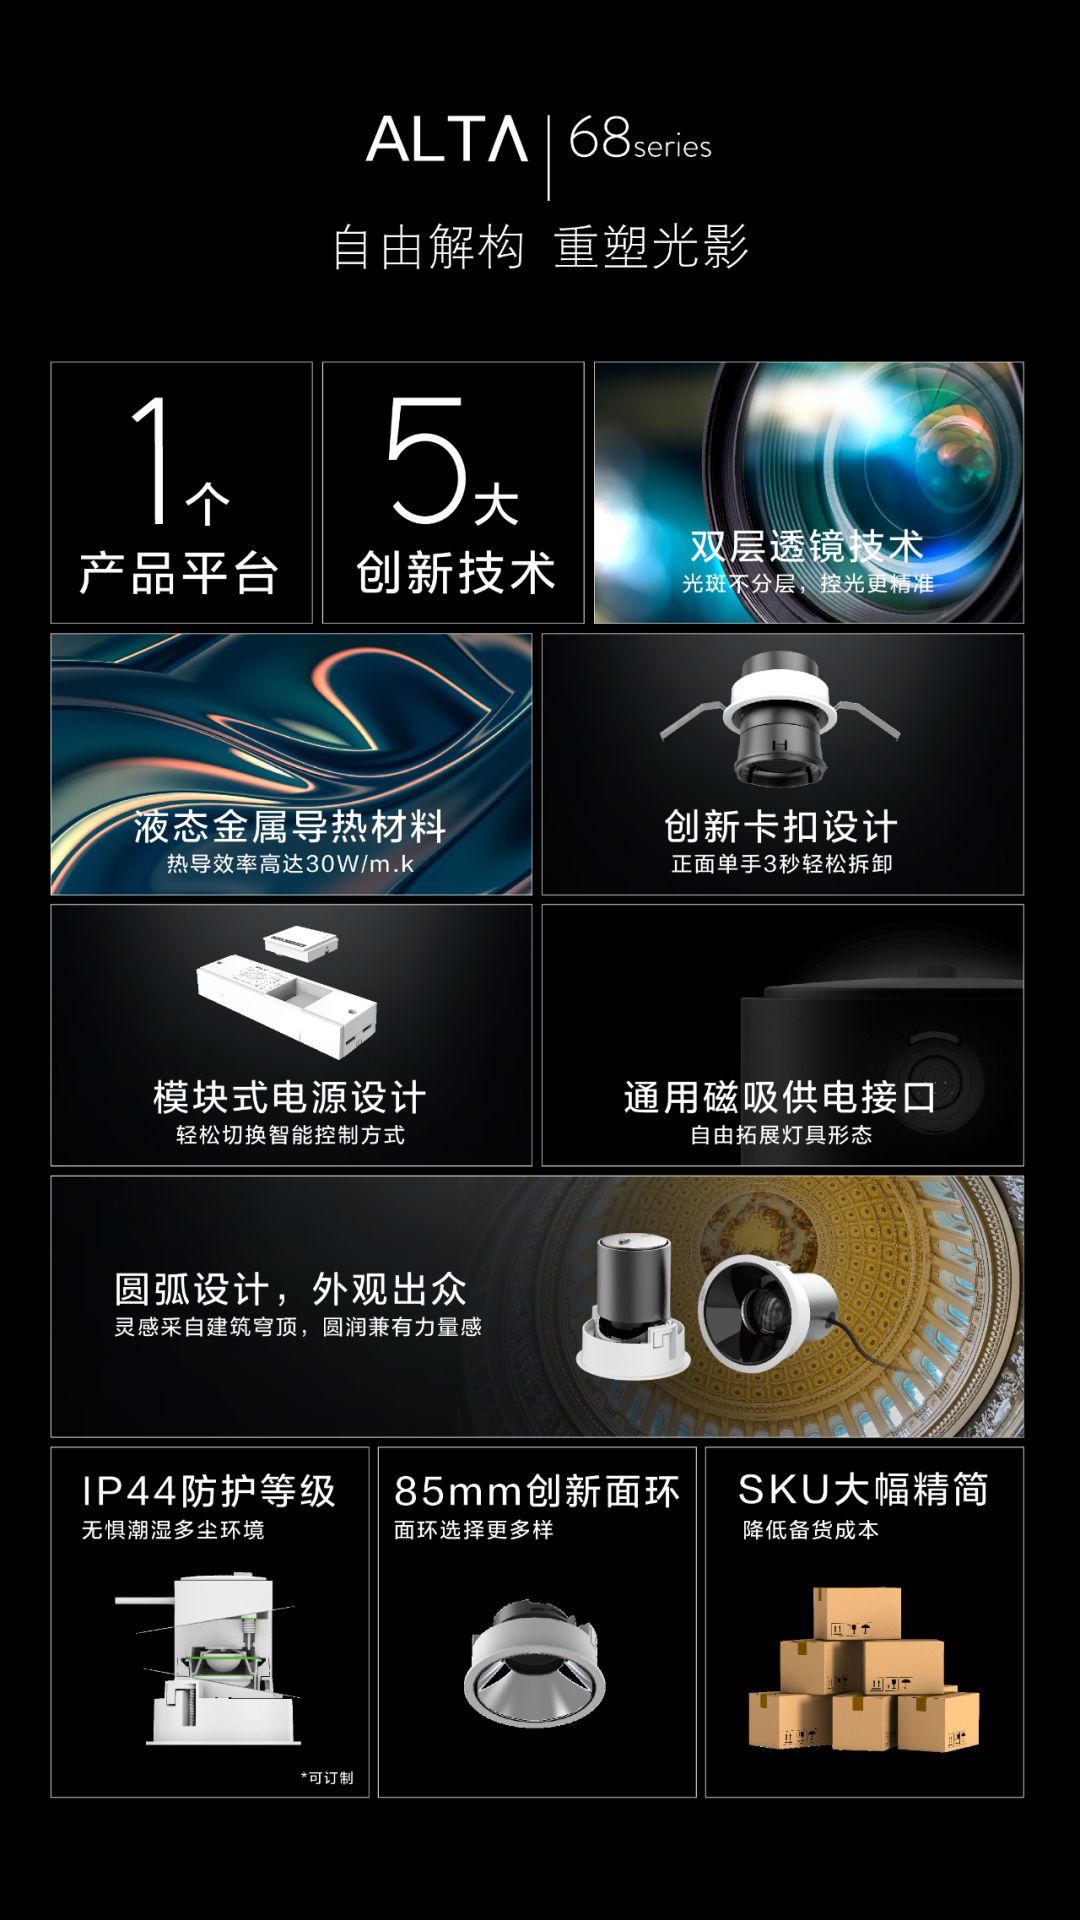 ALTA | 68series
自由解构 重塑光影
1个
产品平台
5大
创新技术
双层透镜技术
光斑不分层，控光更精准
液态金属导热材料
热导效率高达30W/m.k
创新卡扣设计
正面单手3秒轻松拆卸
模块式电源设计
轻松切换智能控制方式
通用磁吸供电接口
自由拓展灯具形态
圆弧设计，外观出众
灵感采自建筑穹顶，圆润兼有力量感
IP44防护等级
无惧潮湿多尘环境
*可订制
85mm创新面环
面环选择更多样
SKU大幅精简
降低备货成本